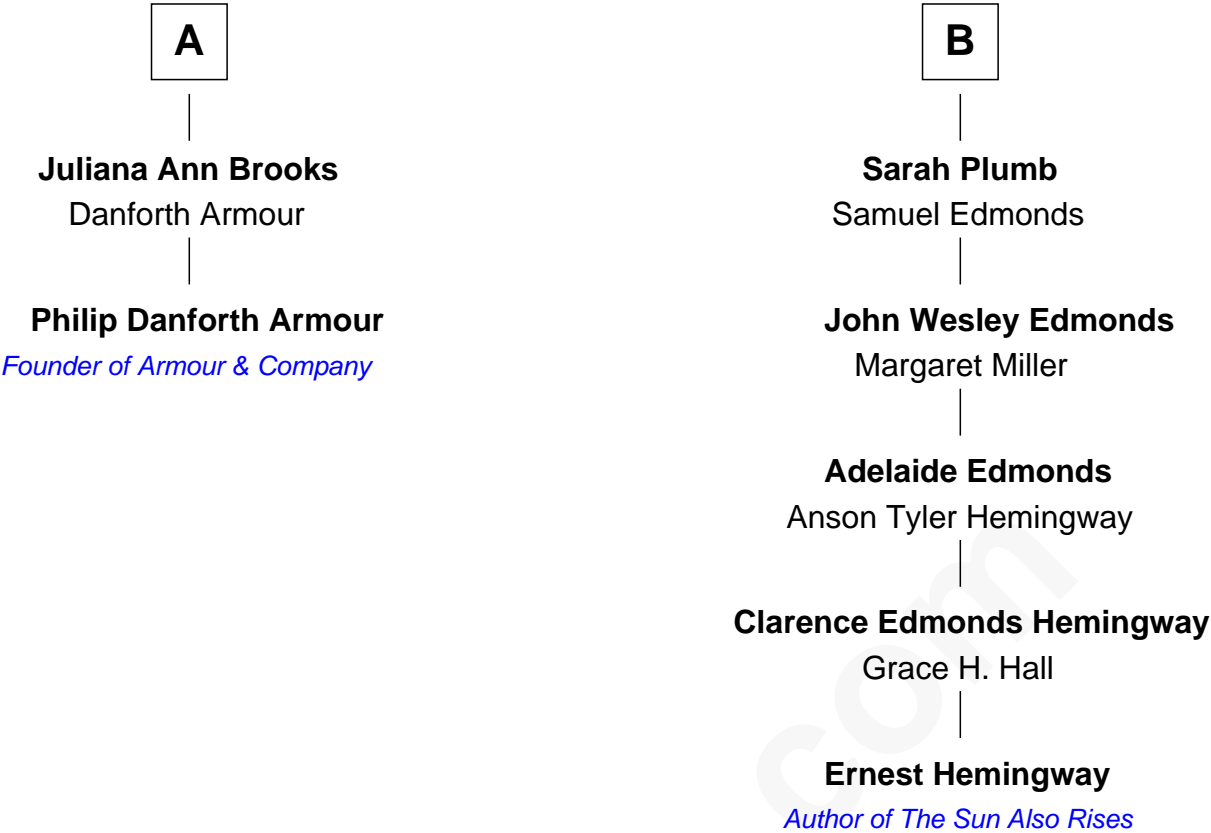 A
Juliana Ann Brooks
Danforth Armour
Philip Danforth Armour
Founder of Armour & Company
B
Sarah Plumb
Samuel Edmonds
John Wesley Edmonds
Margaret Miller
Adelaide Edmonds
Anson Tyler Hemingway
Clarence Edmonds Hemingway
Grace H. Hall
Ernest Hemingway
Author of The Sun Also Rises
com